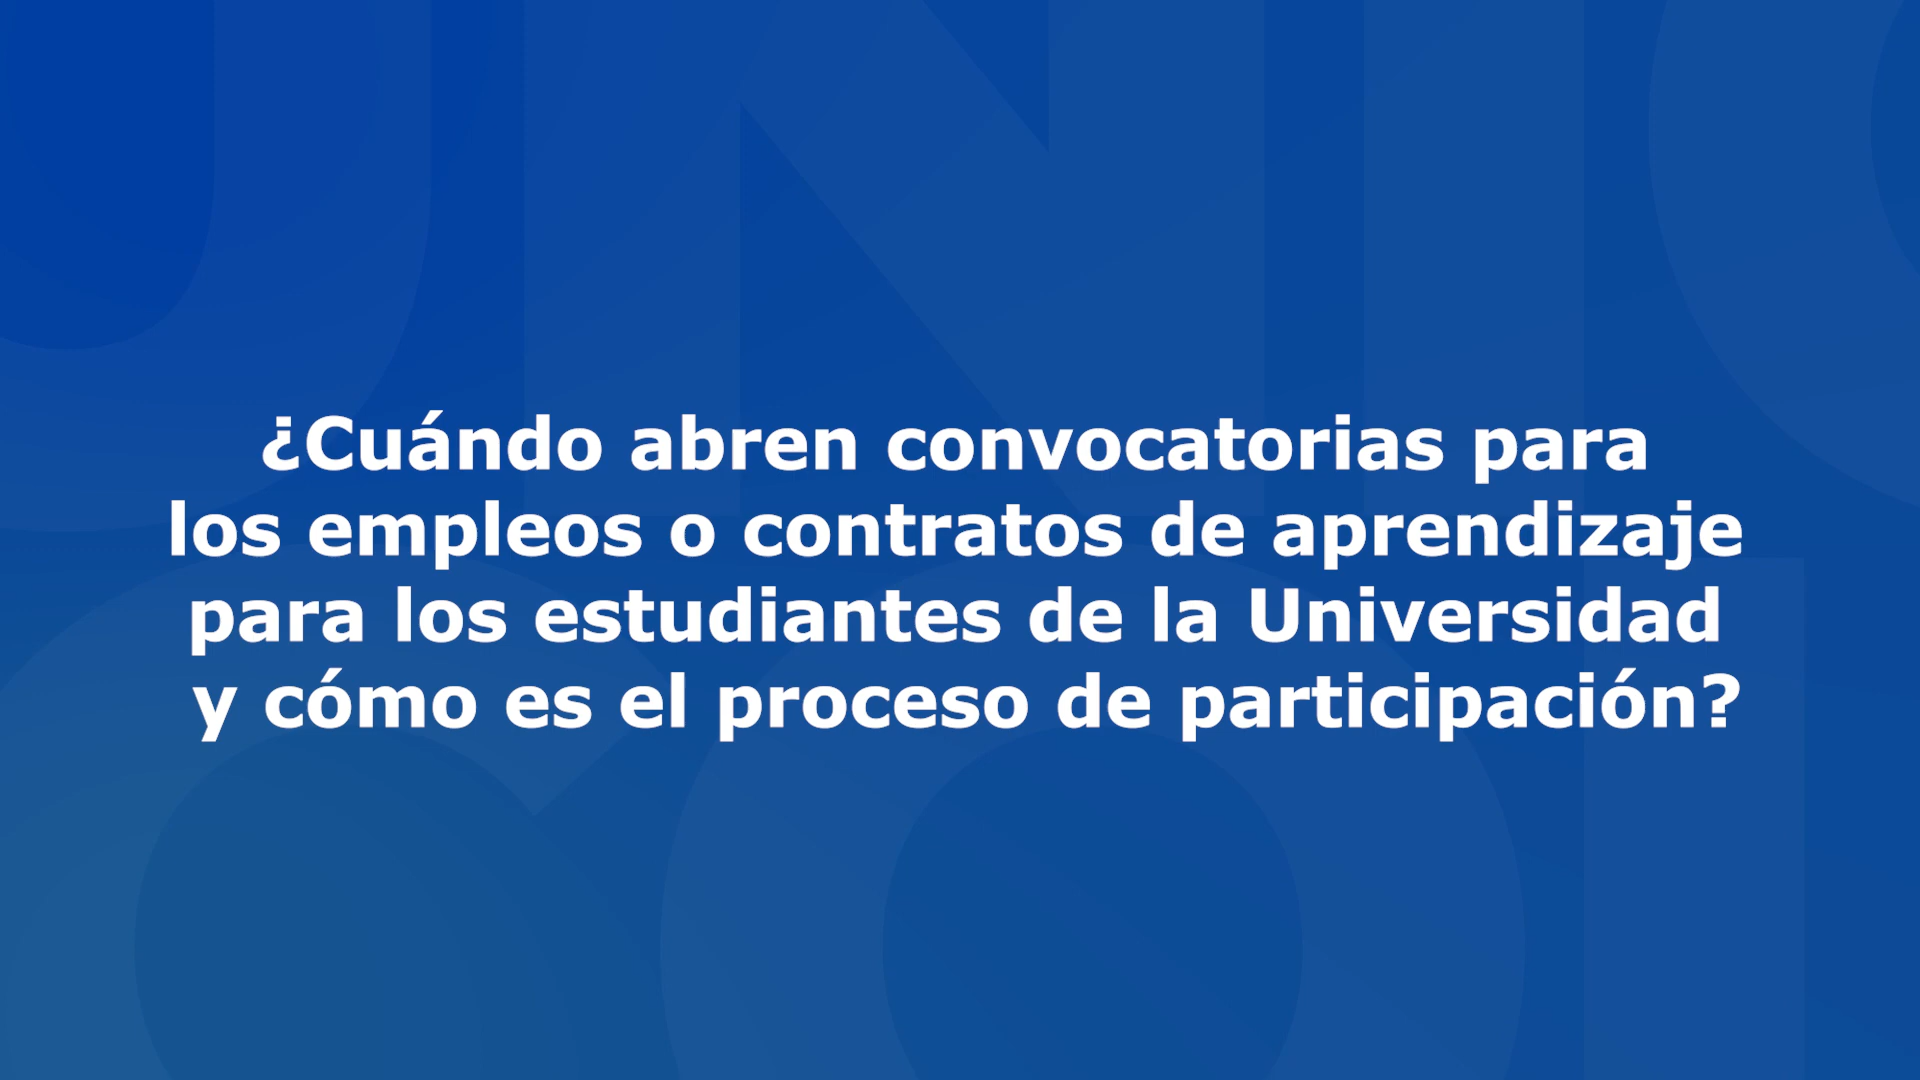 ¿Cuándo abren convocatorias para
los empleos o contratos de aprendizaje
para los estudiantes de la Universidad
y cómo es el proceso de participación?